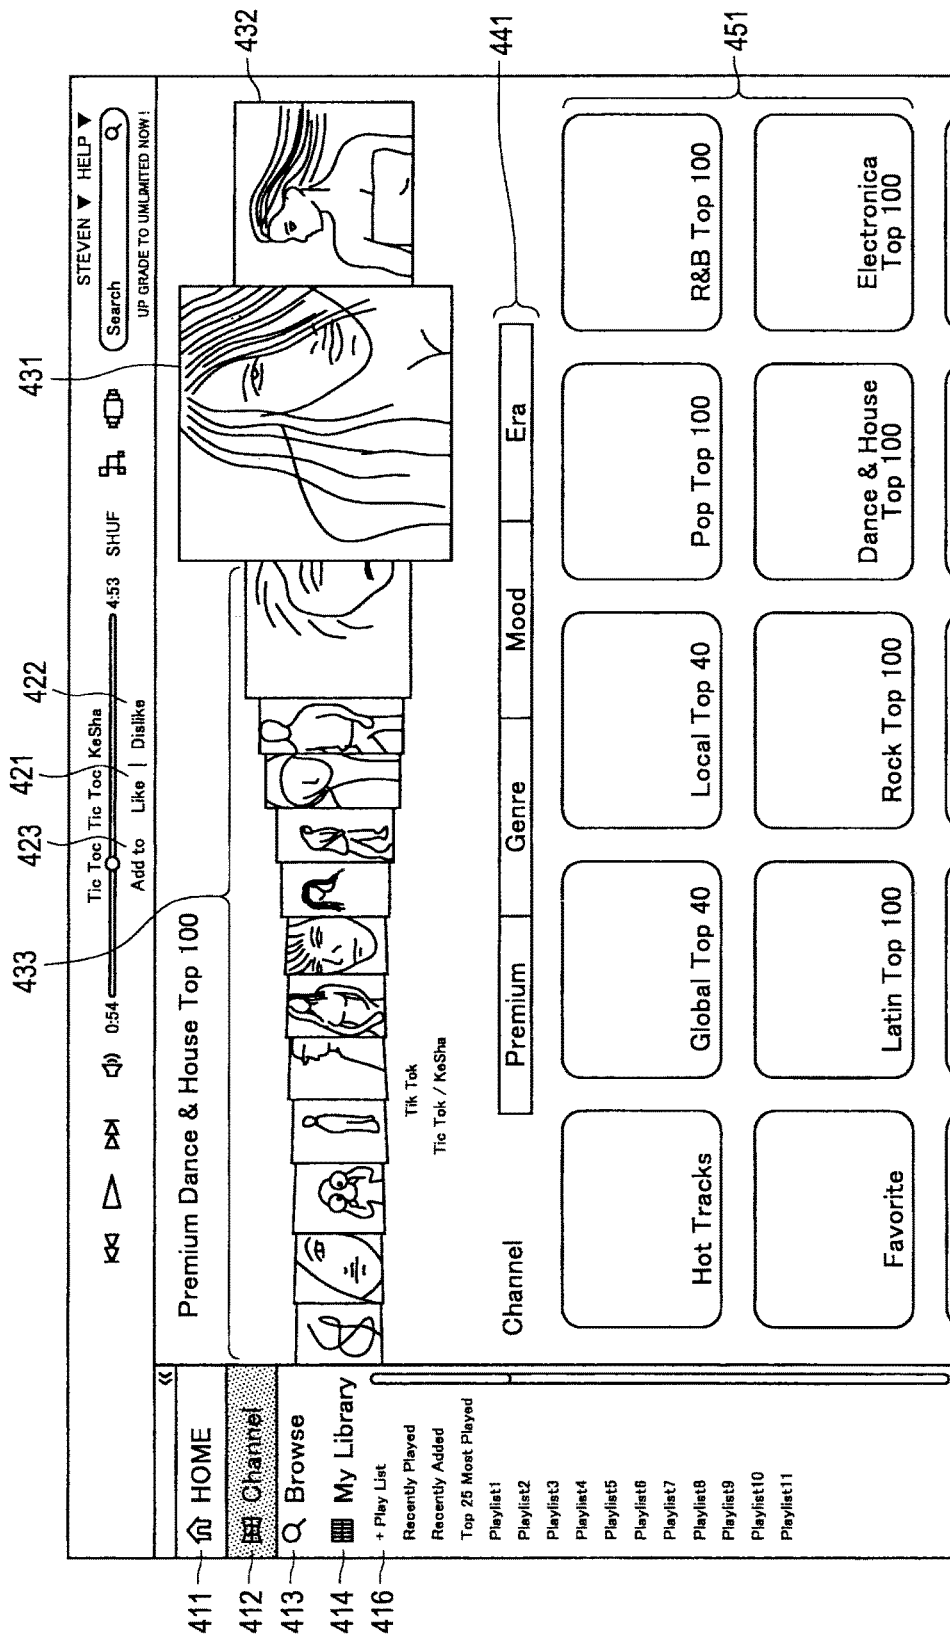 STEVEN ▼ HELP ▼
Tic Toc Tic Toc KeSha
0:54
4:53
SHUF
Search
Add to Like | Dislike
UP GRADE TO UMLIMITED NOW !
423
421
422
433
431
432
441
451
411
412
413
414
416
«
HOME
Channel
Browse
My Library
+ Play List
Recently Played
Recently Added
Top 25 Most Played
Playlist1
Playlist2
Playlist3
Playlist4
Playlist5
Playlist6
Playlist7
Playlist8
Playlist9
Playlist10
Playlist11
Premium Dance & House Top 100
Tik Tok
Tic Tok / KeSha
Channel
Premium
Genre
Mood
Era
Hot Tracks
Global Top 40
Local Top 40
Pop Top 100
R&B Top 100
Favorite
Latin Top 100
Rock Top 100
Dance & House
Top 100
Electronica
Top 100